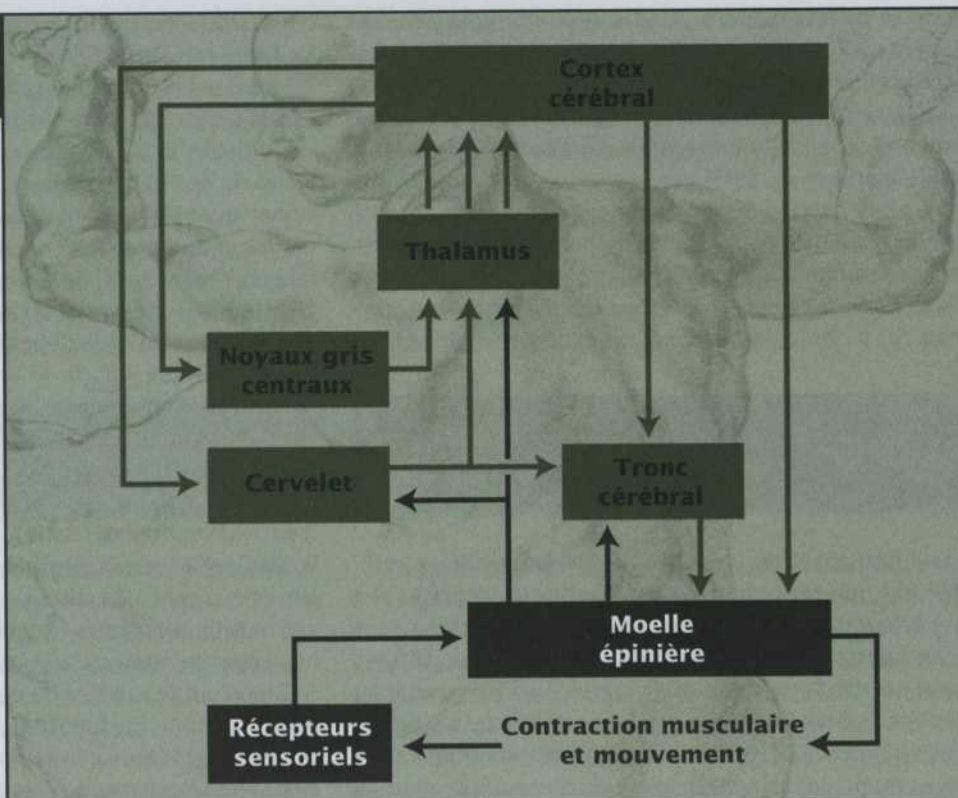 Cortex
cérébral
Thalamus
Noyaux gris
centraux
Cervelet
Tronc
cérébral
Moelle
épinière
Récepteurs
sensoriels
Contraction musculaire
et mouvement